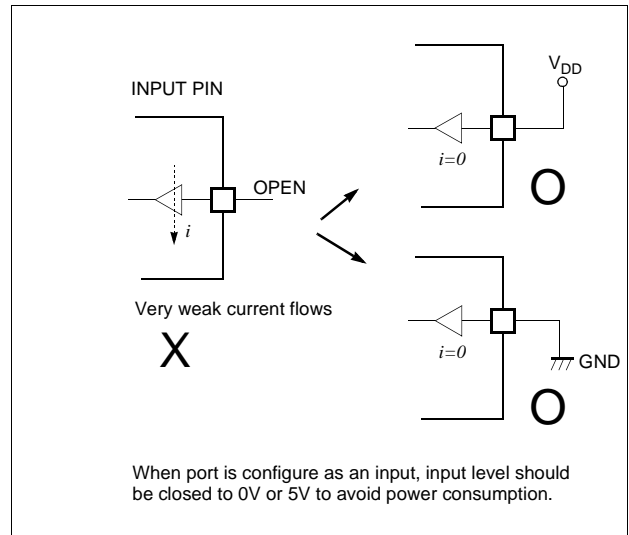 INPUT PIN
OPEN
i
Very weak current flows
X
VDD
i=0
O
i=0
GND
O
When port is configure as an input, input level should
be closed to 0V or 5V to avoid power consumption.